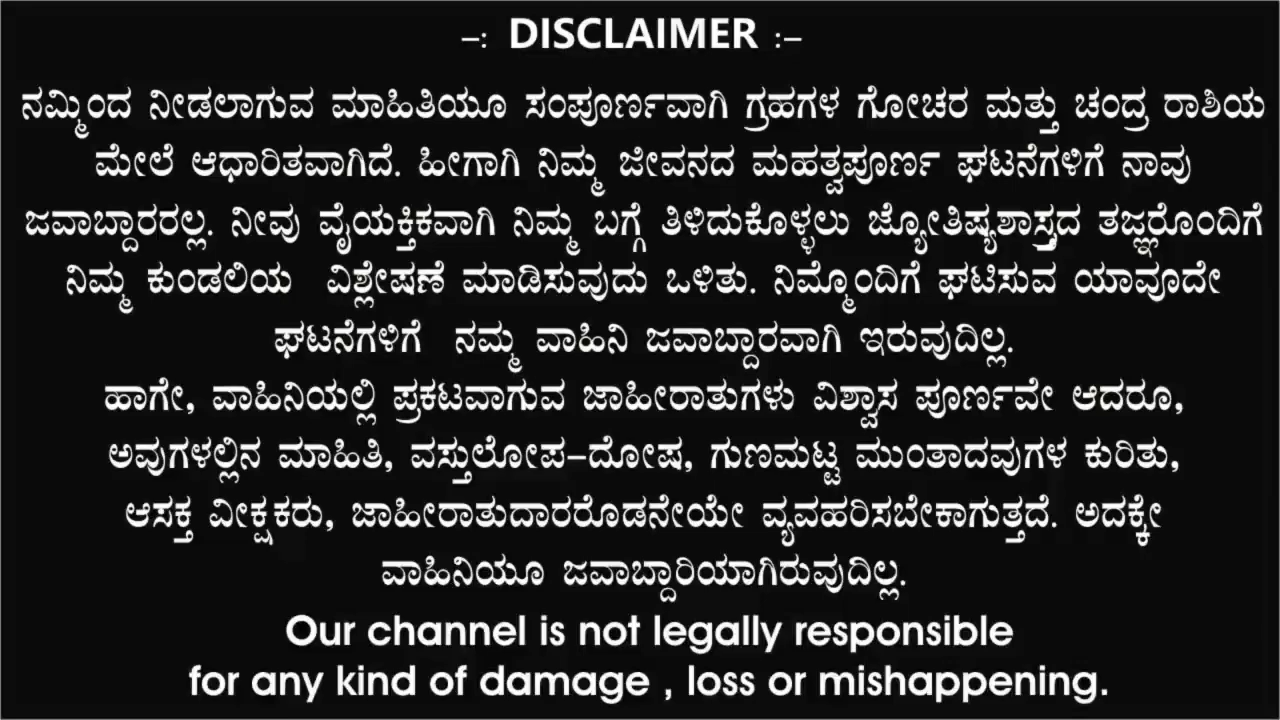 –: DISCLAIMER :–
ನಮ್ಮಿಂದ ನೀಡಲಾಗುವ ಮಾಹಿತಿಯೂ ಸಂಪೂರ್ಣವಾಗಿ ಗ್ರಹಗಳ ಗೋಚರ ಮತ್ತು ಚಂದ್ರ ರಾಶಿಯ
ಮೇಲೆ ಆಧಾರಿತವಾಗಿದೆ. ಹೀಗಾಗಿ ನಿಮ್ಮ ಜೀವನದ ಮಹತ್ವಪೂರ್ಣ ಘಟನೆಗಳಿಗೆ ನಾವು
ಜವಾಬ್ದಾರರಲ್ಲ. ನೀವು ವೈಯಕ್ತಿಕವಾಗಿ ನಿಮ್ಮ ಬಗ್ಗೆ ತಿಳಿದುಕೊಳ್ಳಲು ಜ್ಯೋತಿಷ್ಯಶಾಸ್ತ್ರದ ತಜ್ಞರೊಂದಿಗೆ
ನಿಮ್ಮ ಕುಂಡಲಿಯ ವಿಶ್ಲೇಷಣೆ ಮಾಡಿಸುವುದು ಒಳಿತು. ನಿಮ್ಮೊಂದಿಗೆ ಘಟಿಸುವ ಯಾವೂದೇ
ಘಟನೆಗಳಿಗೆ ನಮ್ಮ ವಾಹಿನಿ ಜವಾಬ್ದಾರವಾಗಿ ಇರುವುದಿಲ್ಲ.
ಹಾಗೇ, ವಾಹಿನಿಯಲ್ಲಿ ಪ್ರಕಟವಾಗುವ ಜಾಹೀರಾತುಗಳು ವಿಶ್ವಾಸ ಪೂರ್ಣವೇ ಆದರೂ,
ಅವುಗಳಲ್ಲಿನ ಮಾಹಿತಿ, ವಸ್ತುಲೋಪ–ದೋಷ, ಗುಣಮಟ್ಟ ಮುಂತಾದವುಗಳ ಕುರಿತು,
ಆಸಕ್ತ ವೀಕ್ಷಕರು, ಜಾಹೀರಾತುದಾರರೊಡನೇಯೇ ವ್ಯವಹರಿಸಬೇಕಾಗುತ್ತದೆ. ಅದಕ್ಕೇ
ವಾಹಿನಿಯೂ ಜವಾಬ್ದಾರಿಯಾಗಿರುವುದಿಲ್ಲ.
Our channel is not legally responsible
for any kind of damage , loss or mishappening.